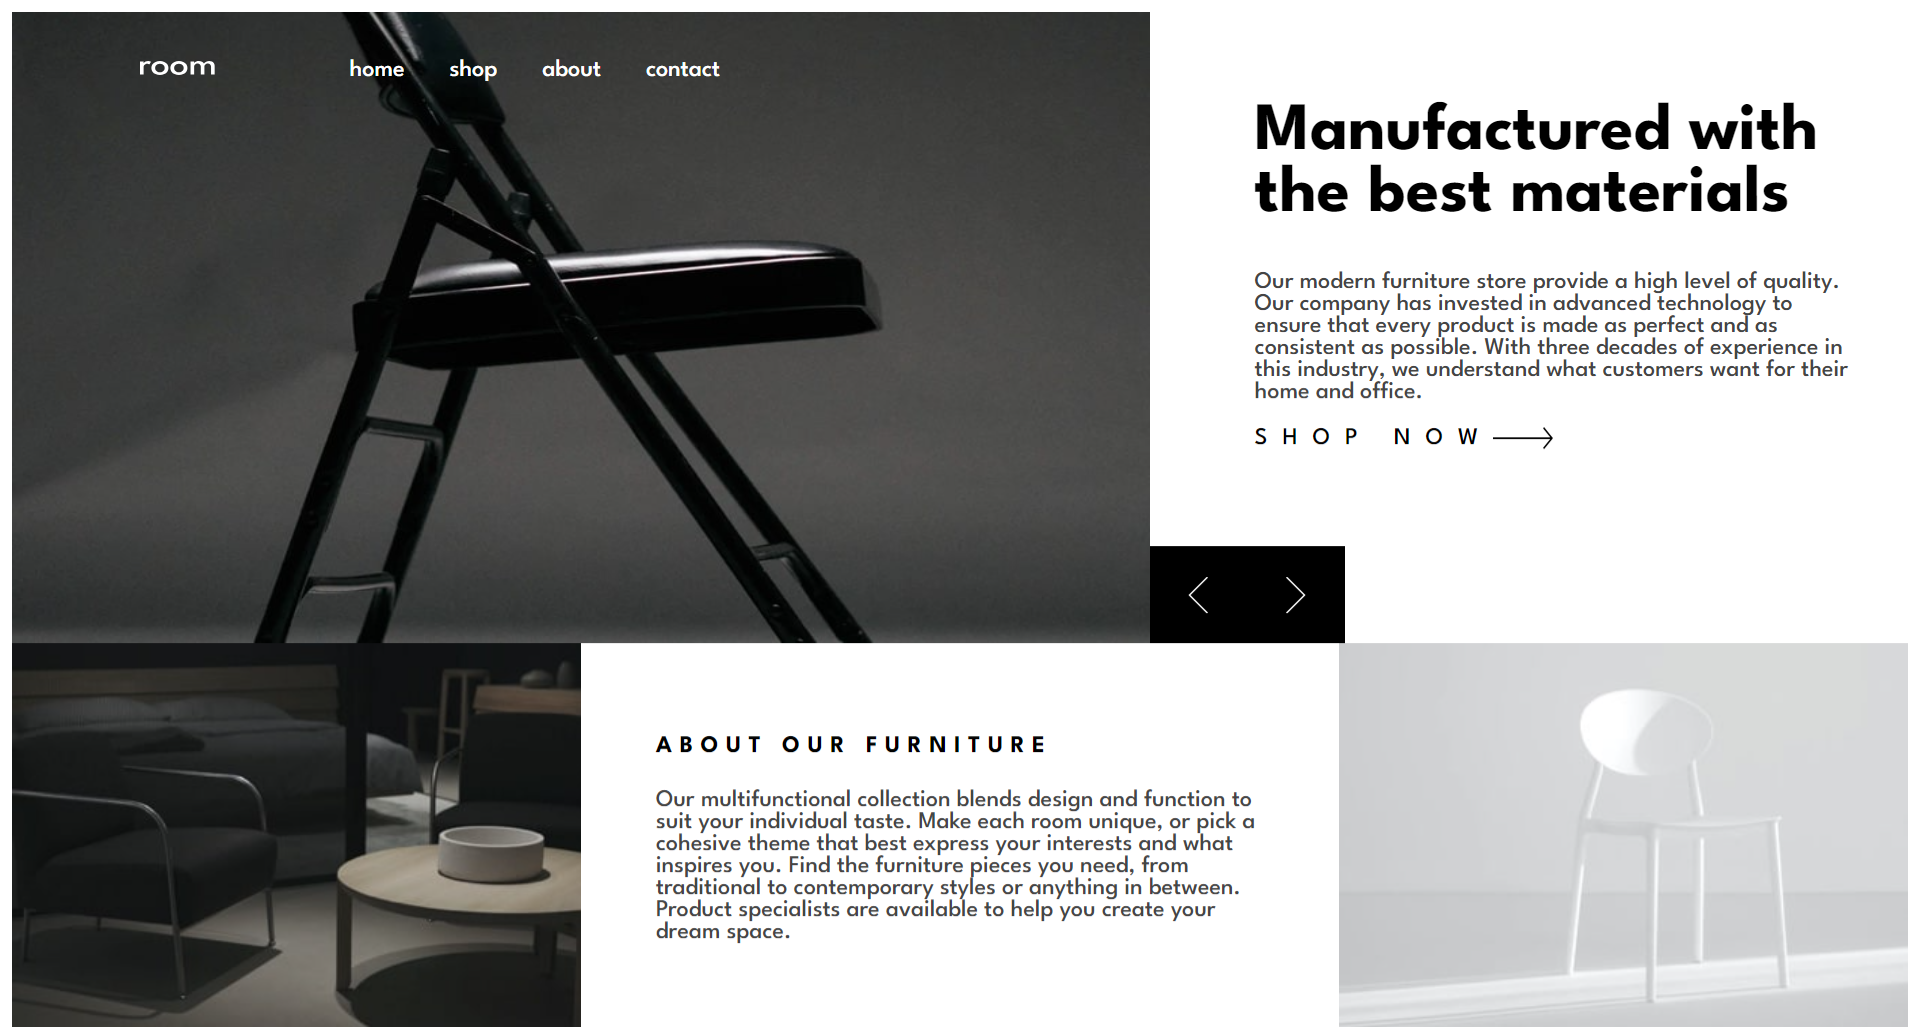 room
home shop about contact
Manufactured with
the best materials
Our modern furniture store provide a high level of quality.
Our company has invested in advanced technology to
ensure that every product is made as perfect and as
consistent as possible. With three decades of experience in
this industry, we understand what customers want for their
home and office.
SHOP NOW
ABOUT OUR FURNITURE
Our multifunctional collection blends design and function to
suit your individual taste. Make each room unique, or pick a
cohesive theme that best express your interests and what
inspires you. Find the furniture pieces you need, from
traditional to contemporary styles or anything in between.
Product specialists are available to help you create your
dream space.